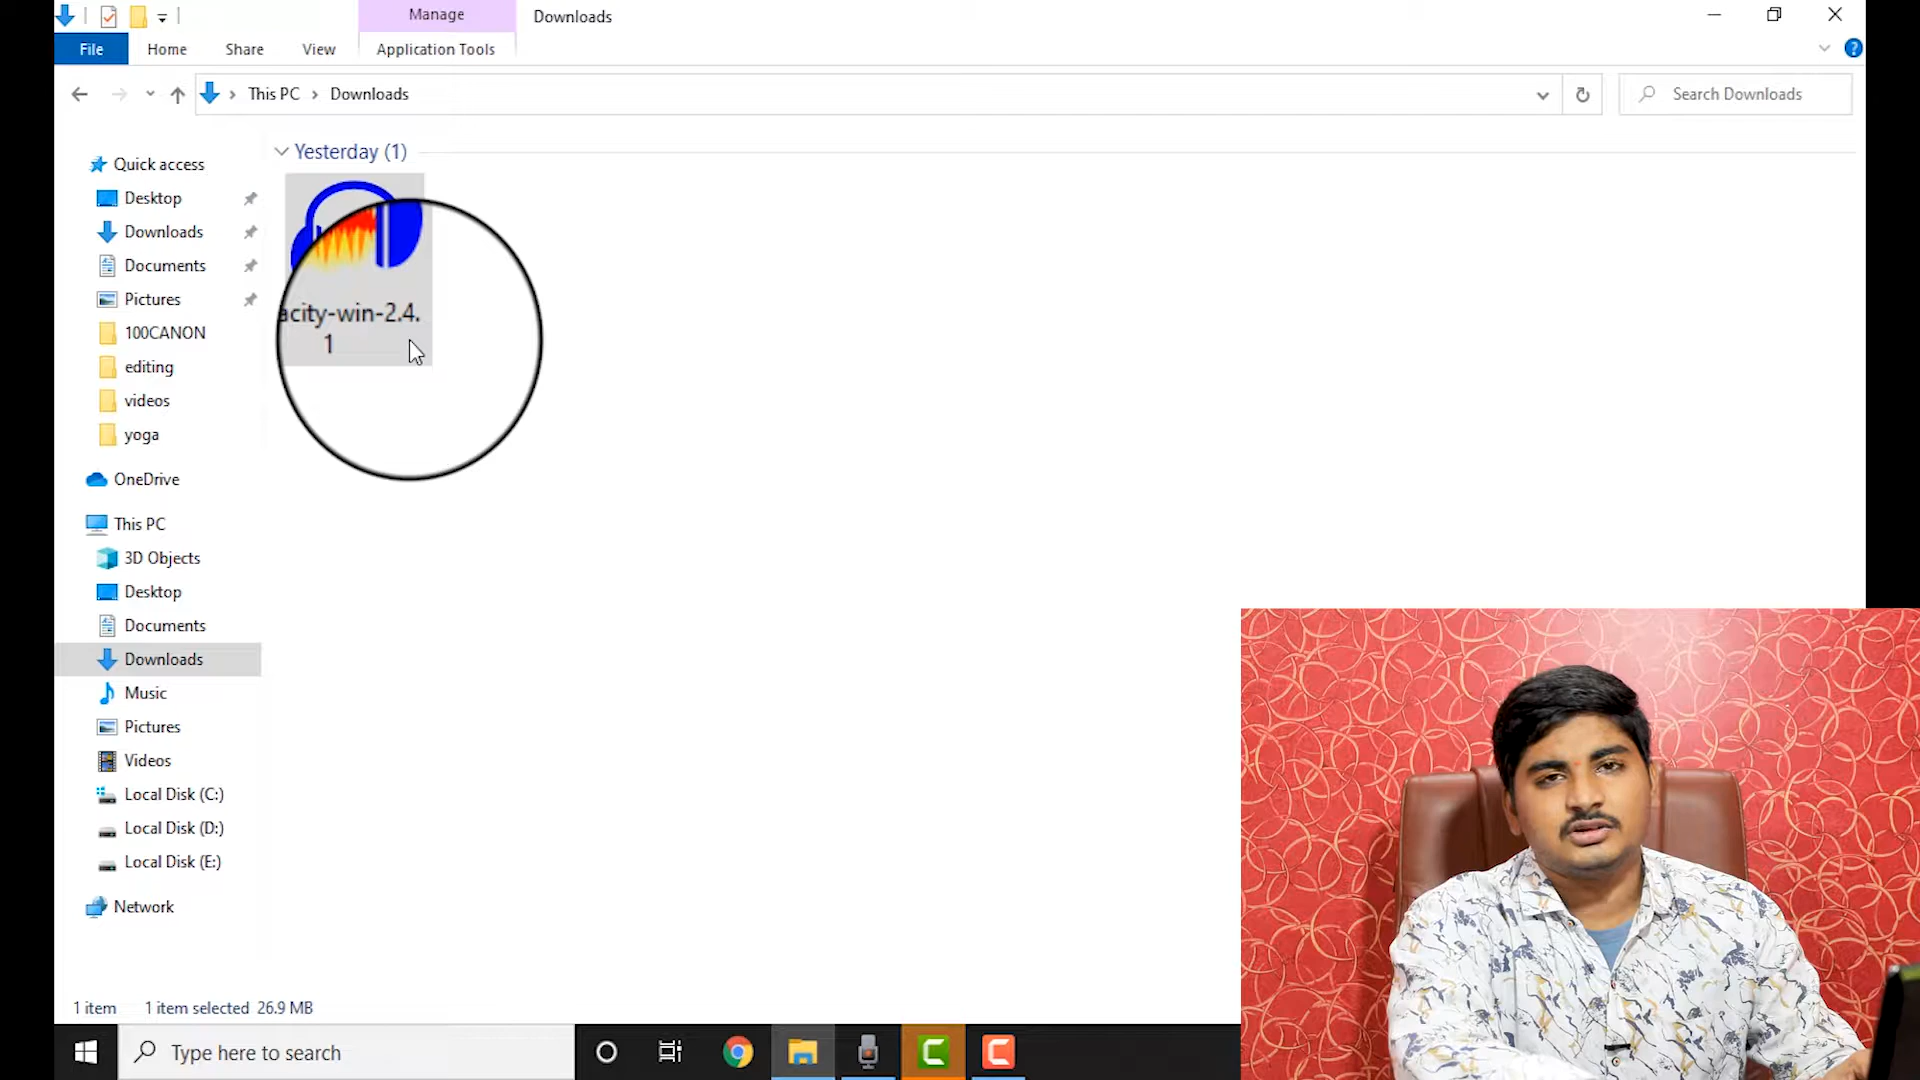 Manage
Downloads
File
Home
Share
View
Application Tools
This PC
Downloads
Search Downloads
Quick access
Desktop
Downloads
Documents
Pictures
100CANON
editing
videos
yoga
OneDrive
This PC
3D Objects
Desktop
Documents
Downloads
Music
Pictures
Videos
Local Disk (C:)
Local Disk (D:)
Local Disk (E:)
Network
Yesterday (1)
acity-win-2.4.
1
1 item
1 item selected 26.9 MB
Type here to search